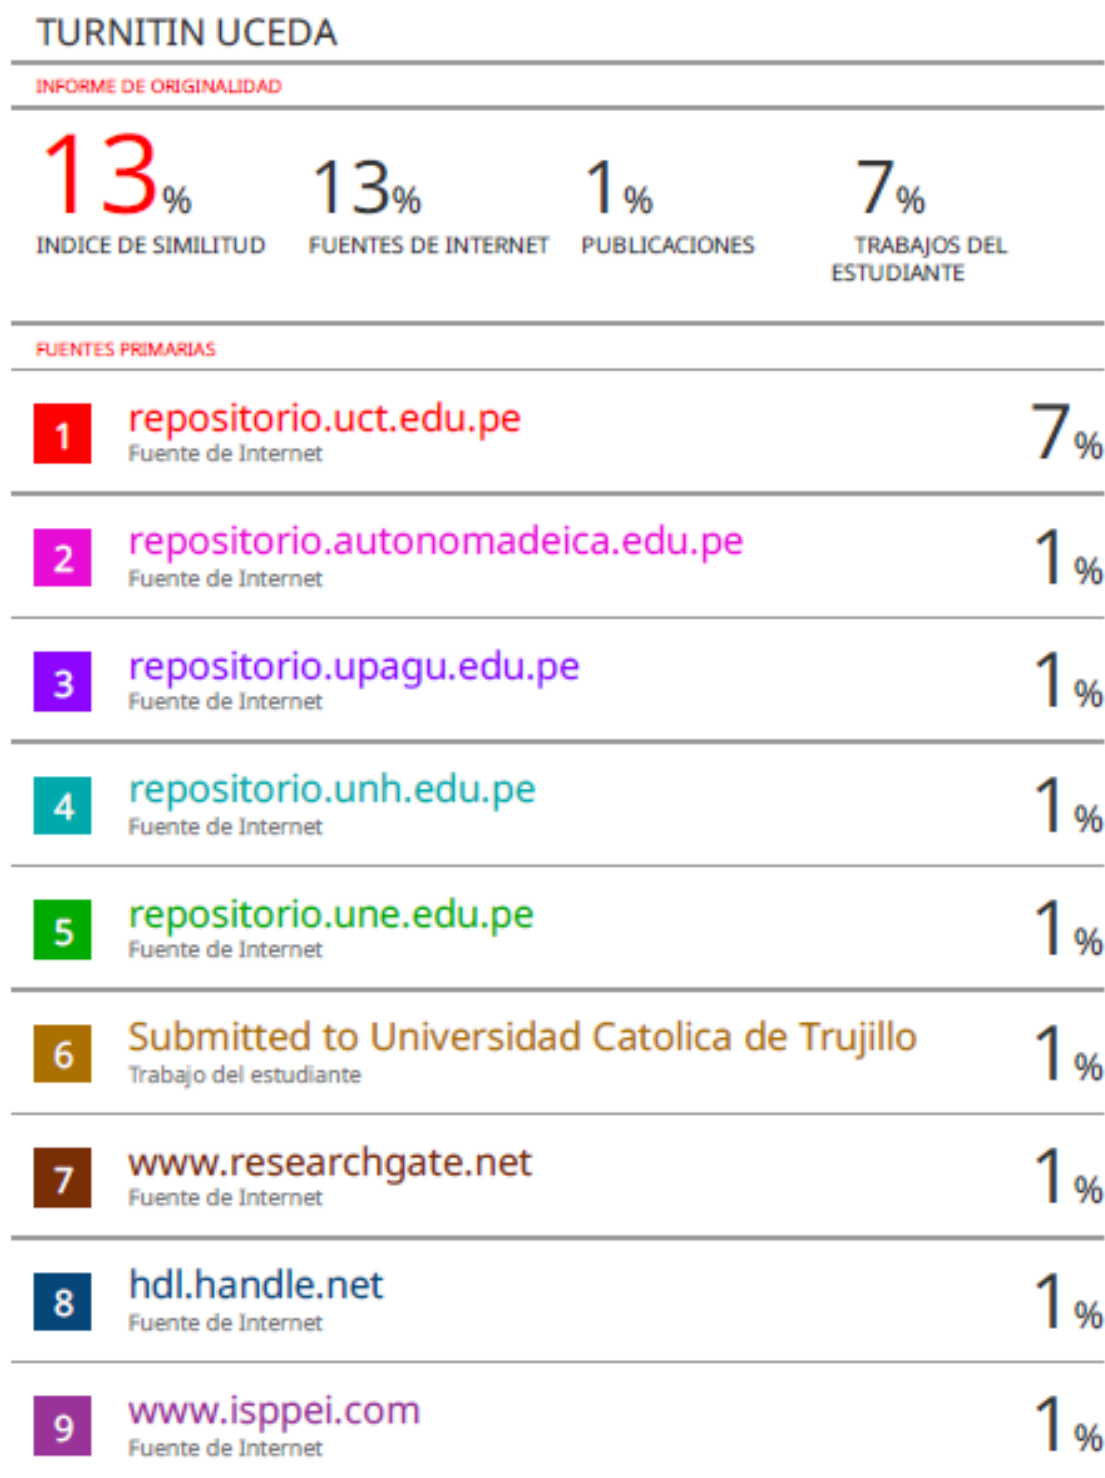 TURNITIN UCEDA
INFORME DE ORIGINALIDAD
13% 13% 1% 7%
INDICE DE SIMILITUD FUENTES DE INTERNET PUBLICACIONES TRABAJOS DEL
ESTUDIANTE
FUENTES PRIMARIAS
1 repositorio.uct.edu.pe 7%
Fuente de Internet
2 repositorio.autonomadeica.edu.pe 1%
Fuente de Internet
3 repositorio.upagu.edu.pe 1%
Fuente de Internet
4 repositorio.unh.edu.pe 1%
Fuente de Internet
5 repositorio.une.edu.pe 1%
Fuente de Internet
6 Submitted to Universidad Catolica de Trujillo 1%
Trabajo del estudiante
7 www.researchgate.net 1%
Fuente de Internet
8 hdl.handle.net 1%
Fuente de Internet
9 www.isppei.com 1%
Fuente de Internet